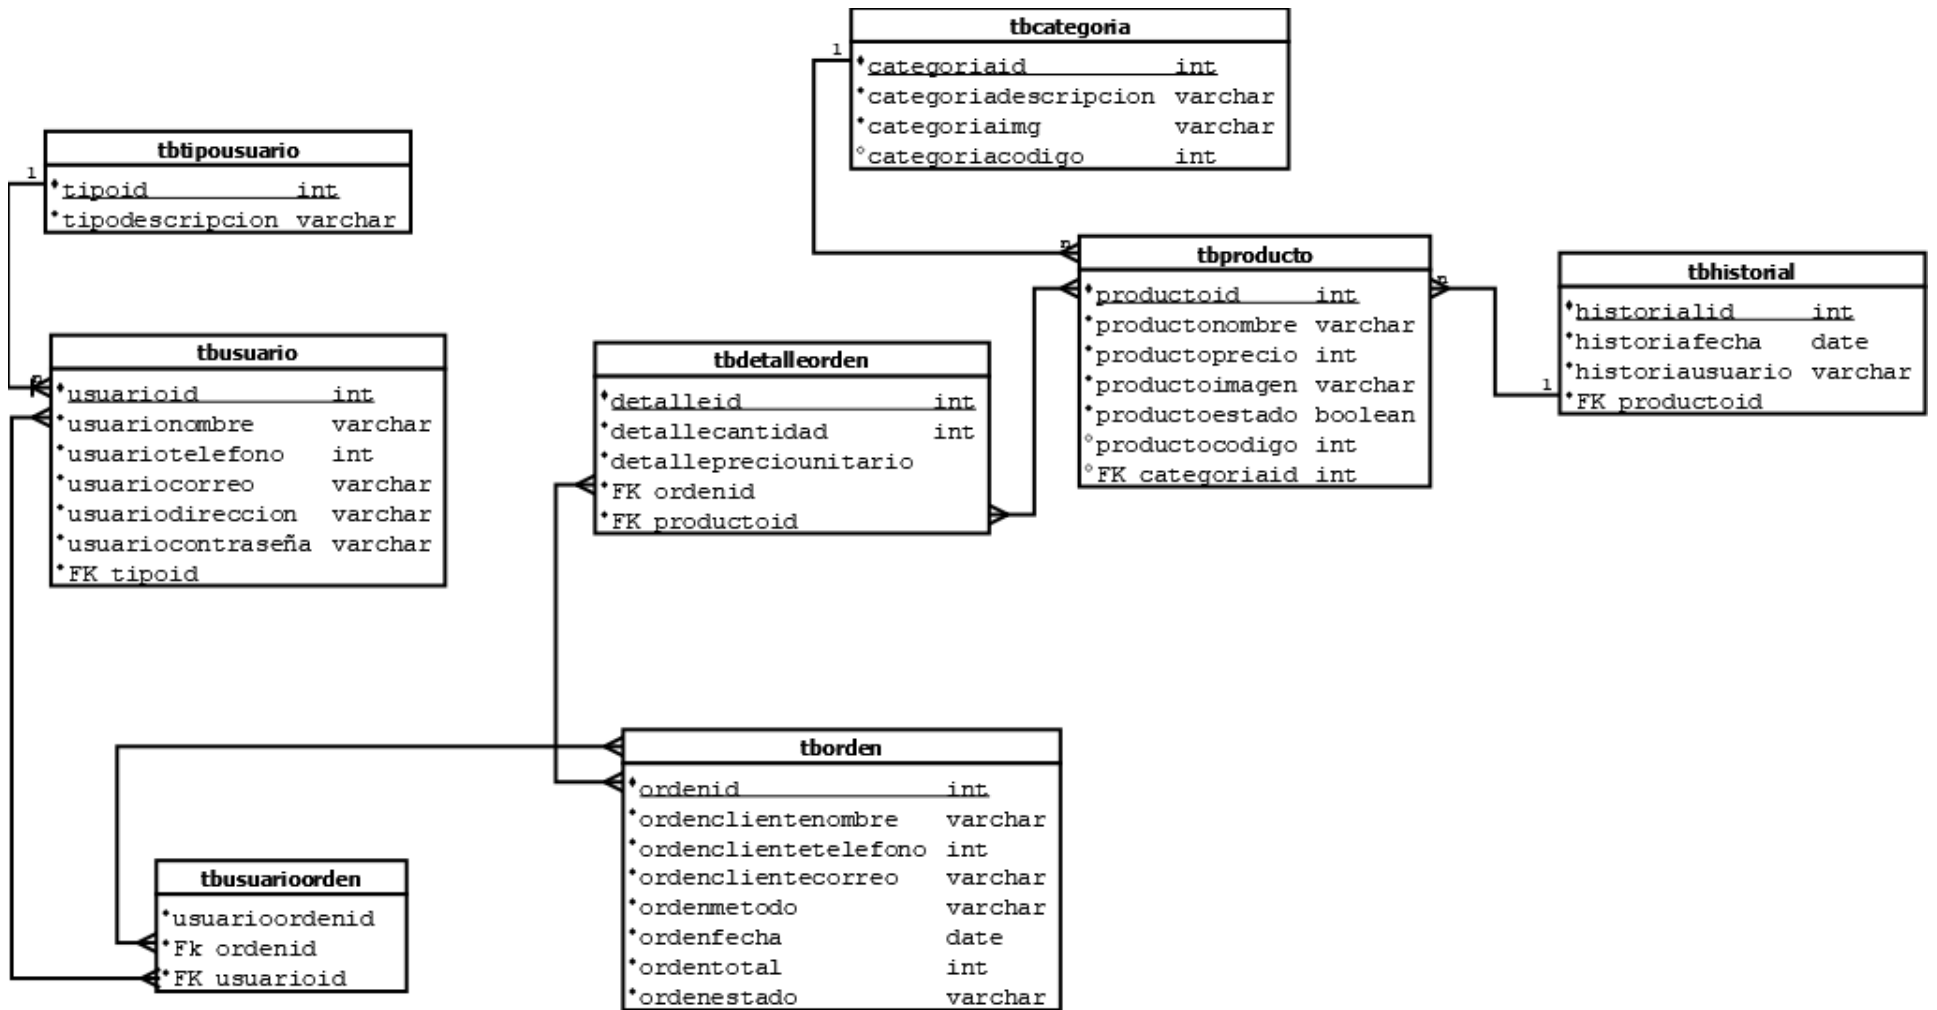 tbcategoria
1
categoriaid int
categoriadescripcion varchar
categoriaimg varchar
categoriacodigo int
tbtipousuario
1
tipoid int
tipodescripcion varchar
tbproducto
n
n
productoid int
productonombre varchar
productoprecio int
productoimagen varchar
productoestado boolean
productocodigo int
FK categoriaid int
tbhistorial
historialid int
historiafecha date
historiausuario varchar
1
FK productoid
tbusuario
n
usuarioid int
usuarionombre varchar
usuariotelefono int
usuariocorreo varchar
usuariodireccion varchar
usuariocontraseña varchar
FK tipoid
tbdetalleorden
detalleid int
detallecantidad int
detallepreciounitario
FK ordenid
FK productoid
tborden
ordenid int
ordenclientenombre varchar
ordenclientetelefono int
ordenclientecorreo varchar
ordenmetodo varchar
ordenfecha date
ordentotal int
ordenestado varchar
tbusuarioorden
usuarioordenid
Fk ordenid
FK usuarioid